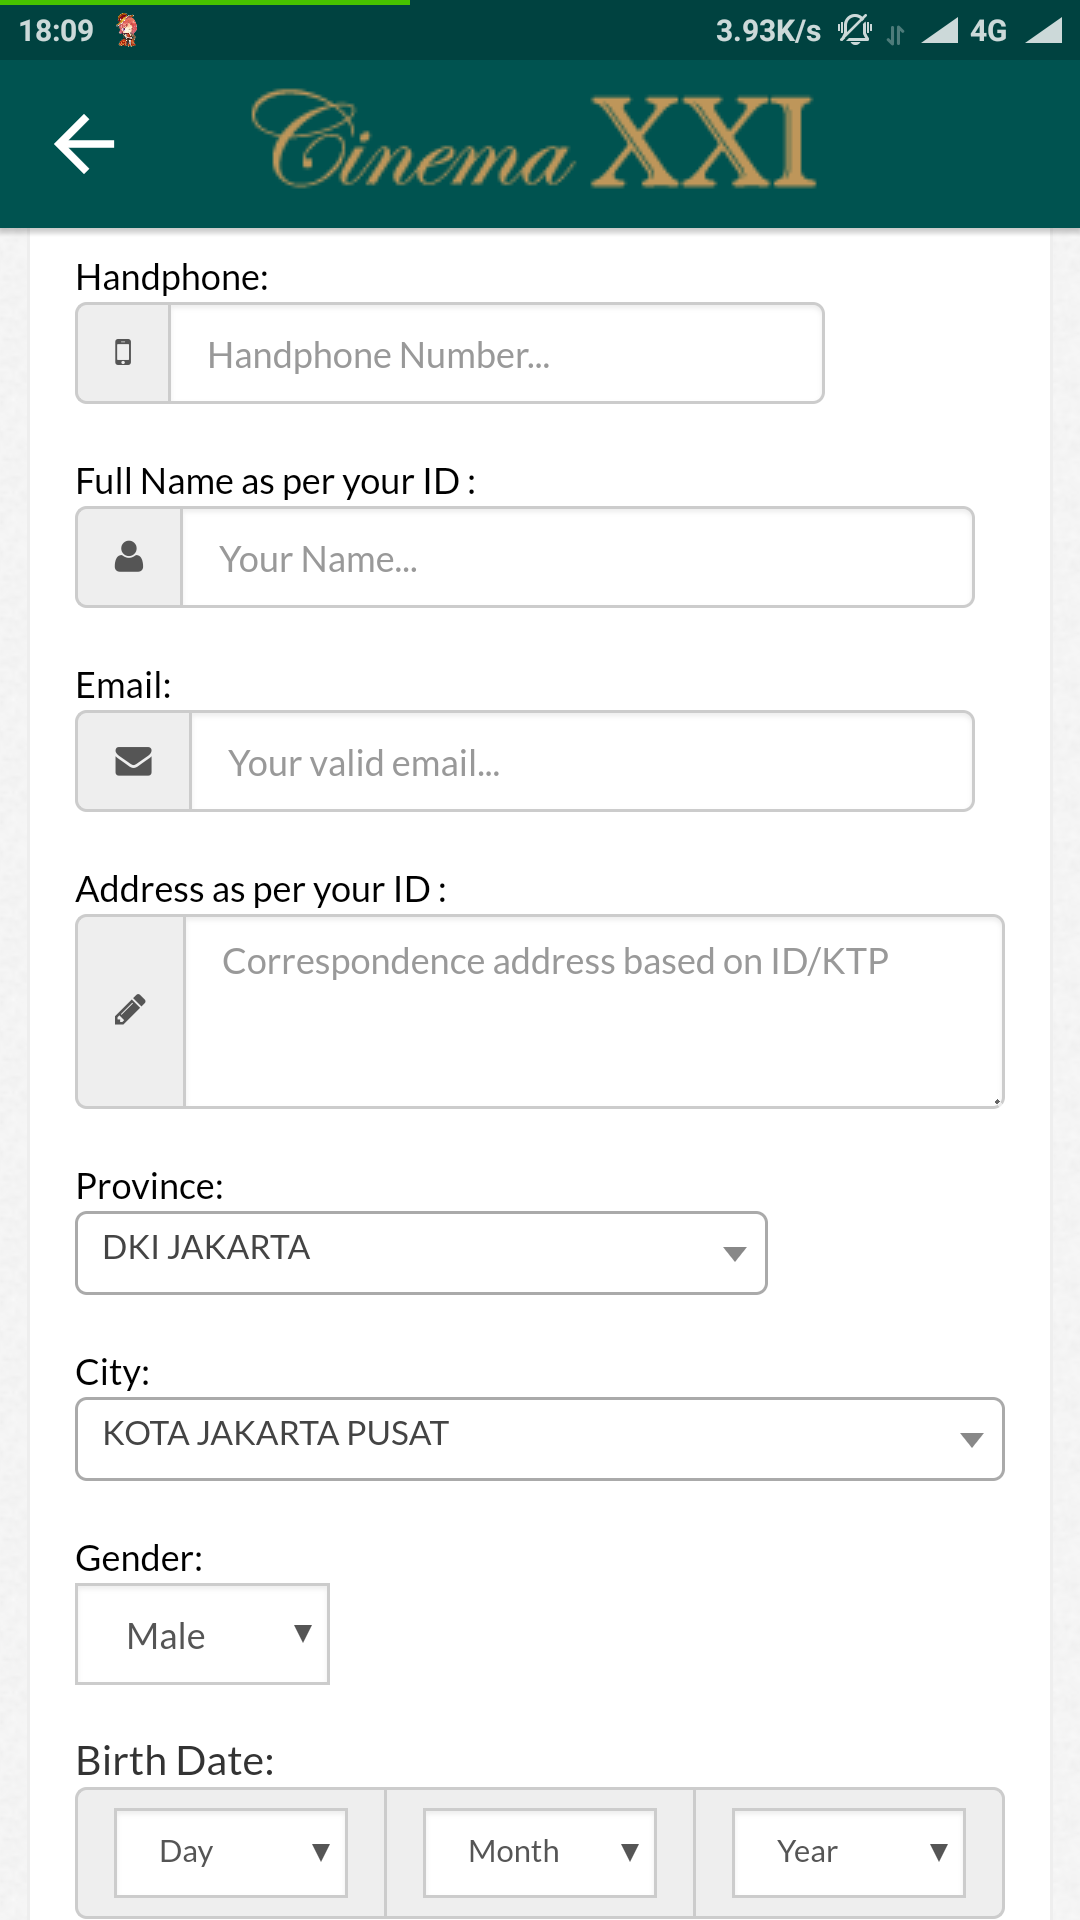 18:09
3.93K/s 4G
Cinema XXI
Handphone:
Handphone Number...
Full Name as per your ID :
Your Name...
Email:
Your valid email...
Address as per your ID :
Correspondence address based on ID/KTP
Province:
DKI JAKARTA
City:
KOTA JAKARTA PUSAT
Gender:
Male
Birth Date:
Day Month Year